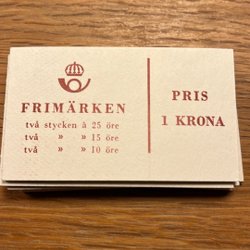 FRIMÄRKEN
två stycken à 25 öre
två » » 15 öre
två » » 10 öre
PRIS
1 KRONA